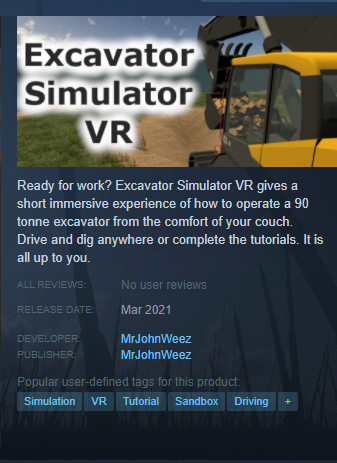 Excavator
Simulator
VR
Ready for work? Excavator Simulator VR gives a
short immersive experience of how to operate a 90
tonne excavator from the comfort of your couch.
Drive and dig anywhere or complete the tutorials. It is
all up to you.
ALL REVIEWS: No user reviews
RELEASE DATE: Mar 2021
DEVELOPER: MrJohnWeez
PUBLISHER: MrJohnWeez
Popular user-defined tags for this product:
Simulation VR Tutorial Sandbox Driving +